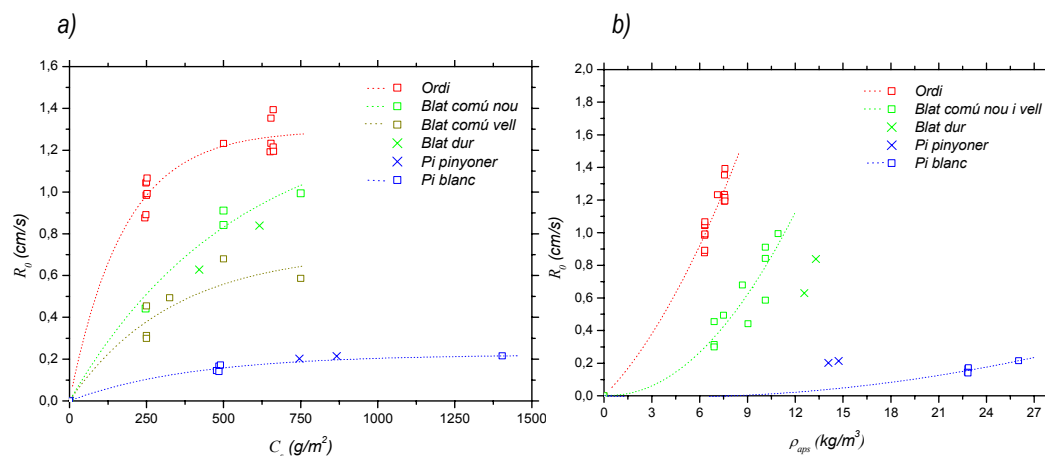 a)
b)
1,6
1,4
1,2
1,0
0,8
0,6
0,4
0,2
0,0
R₀ (cm/s)
0 250 500 750 1000 1250 1500
(g/m²)
Ordi
Blat comú nou
Blat comú vell
Blat dur
Pi pinyoner
Pi blanc
2,0
1,8
1,6
1,4
1,2
1,0
0,8
0,6
0,4
0,2
0,0
R₀ (cm/s)
0 3 6 9 12 15 18 21 24 27
ρaps (kg/m³)
Ordi
Blat comú nou i vell
Blat dur
Pi pinyoner
Pi blanc